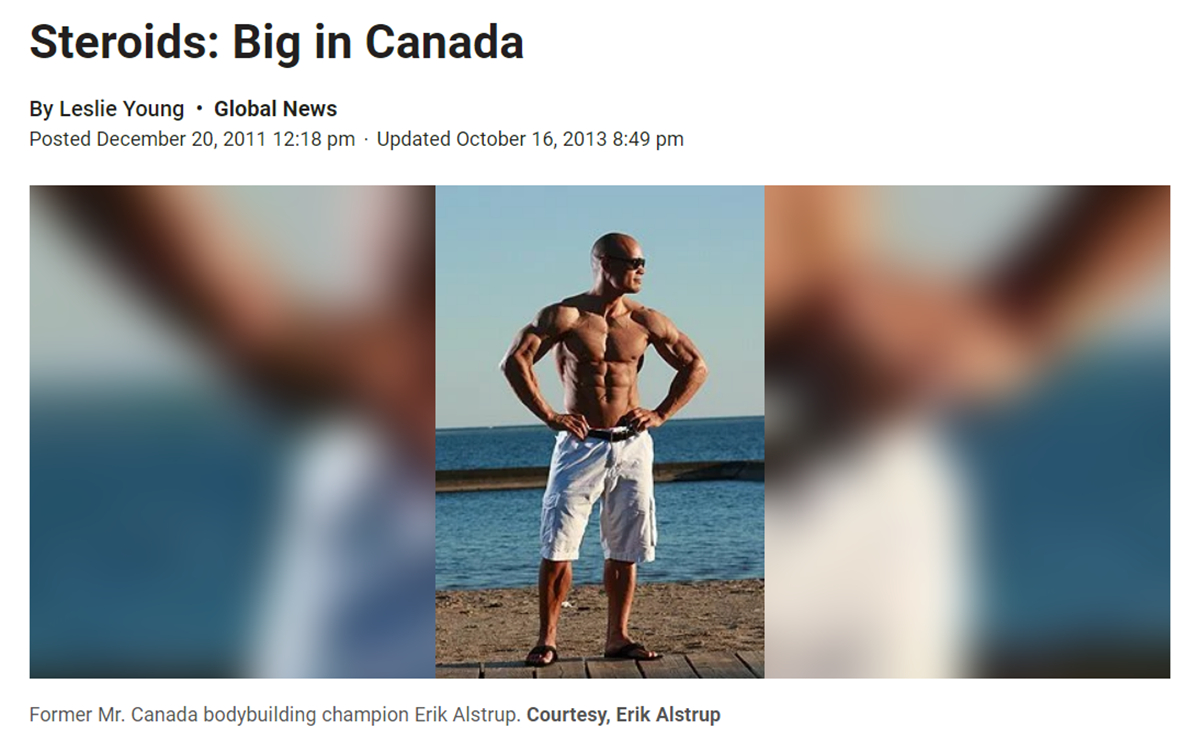 Steroids: Big in Canada
By Leslie Young • Global News
Posted December 20, 2011 12:18 pm · Updated October 16, 2013 8:49 pm
Former Mr. Canada bodybuilding champion Erik Alstrup. Courtesy, Erik Alstrup